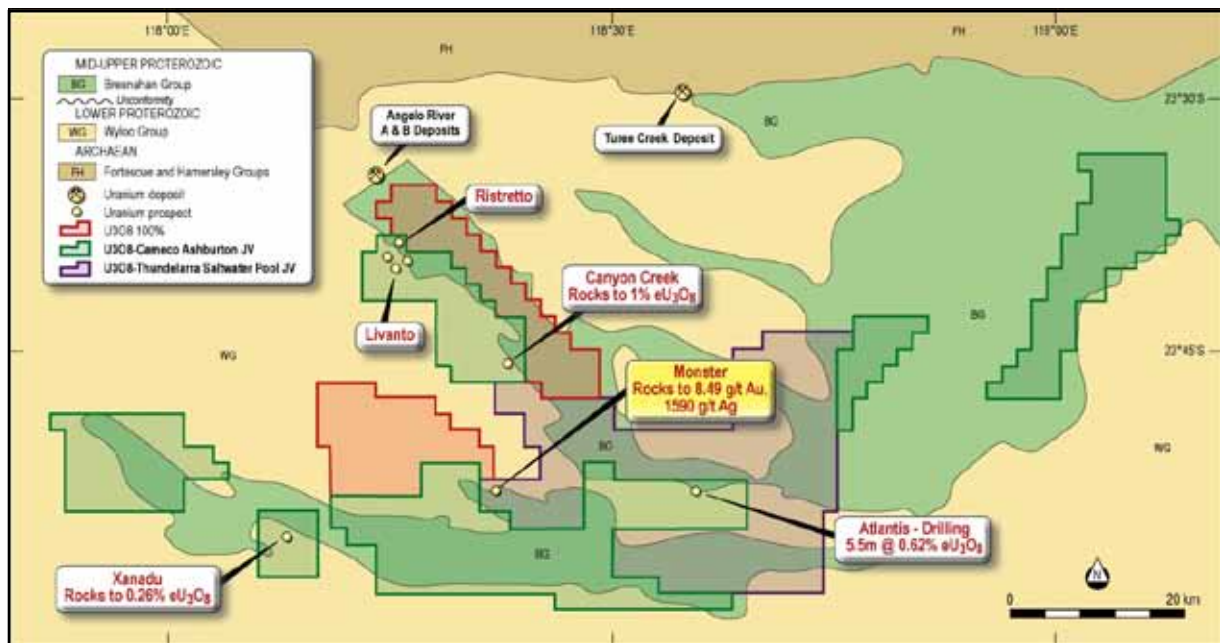 118°00'E
118°30'E
119°00'E
FH
FH
MID-UPPER PROTEROZOIC
BG Bresnahan Group
Unconformity
LOWER PROTEROZOIC
WG Wyloo Group
ARCHAEAN
FH Fortescue and Hamersley Groups
Uranium deposit
Uranium prospect
U3O8 100%
U3O8-Cameco Ashburton JV
U3O8-Thundelarra Saltwater Pool JV
Angelo River
A & B Deposits
Turee Creek Deposit
BG
23°30'S
Ristretto
Canyon Creek
Rocks to 1% eU₃O₈
Livanto
WG
BG
23°45'S
Monster
Rocks to 8.49 g/t Au,
1590 g/t Ag
BG
WG
Atlantis - Drilling
5.5m @ 0.62% eU₃O₈
BG
Xanadu
Rocks to 0.26% eU₃O₈
N
0 20 km